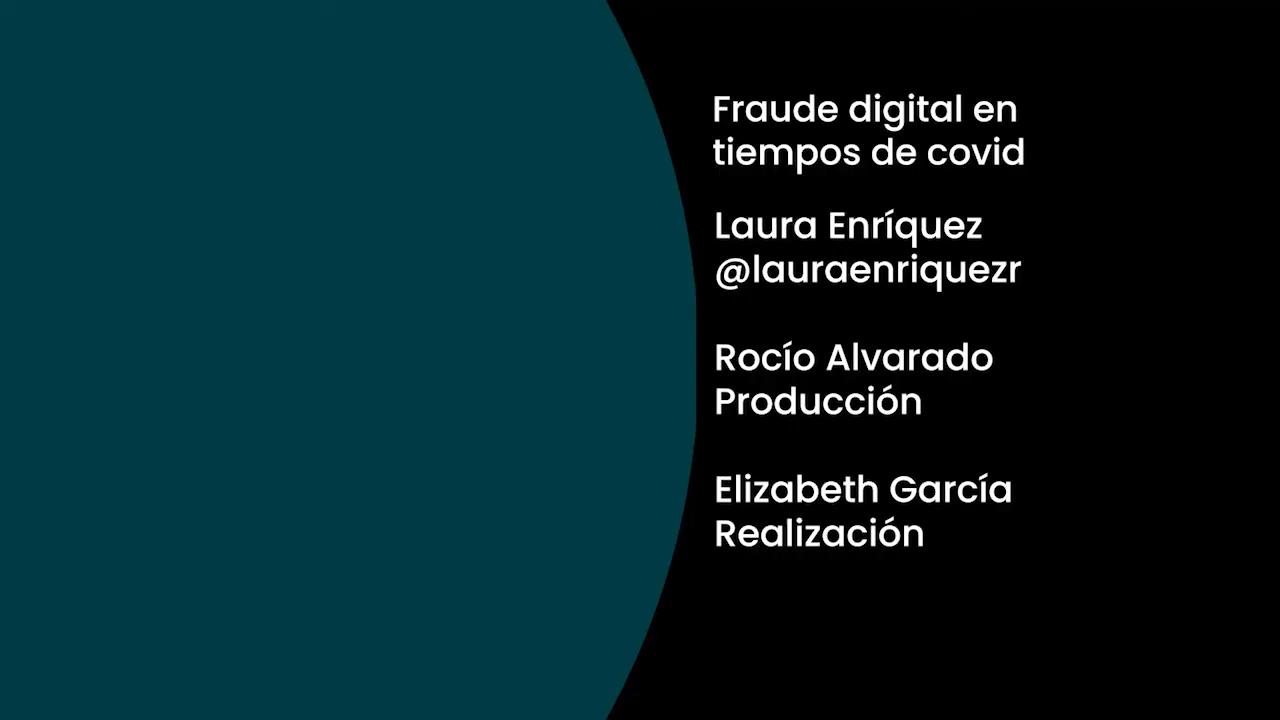 Fraude digital en
tiempos de covid
Laura Enríquez
@lauraenriquezr
Rocío Alvarado
Producción
Elizabeth García
Realización